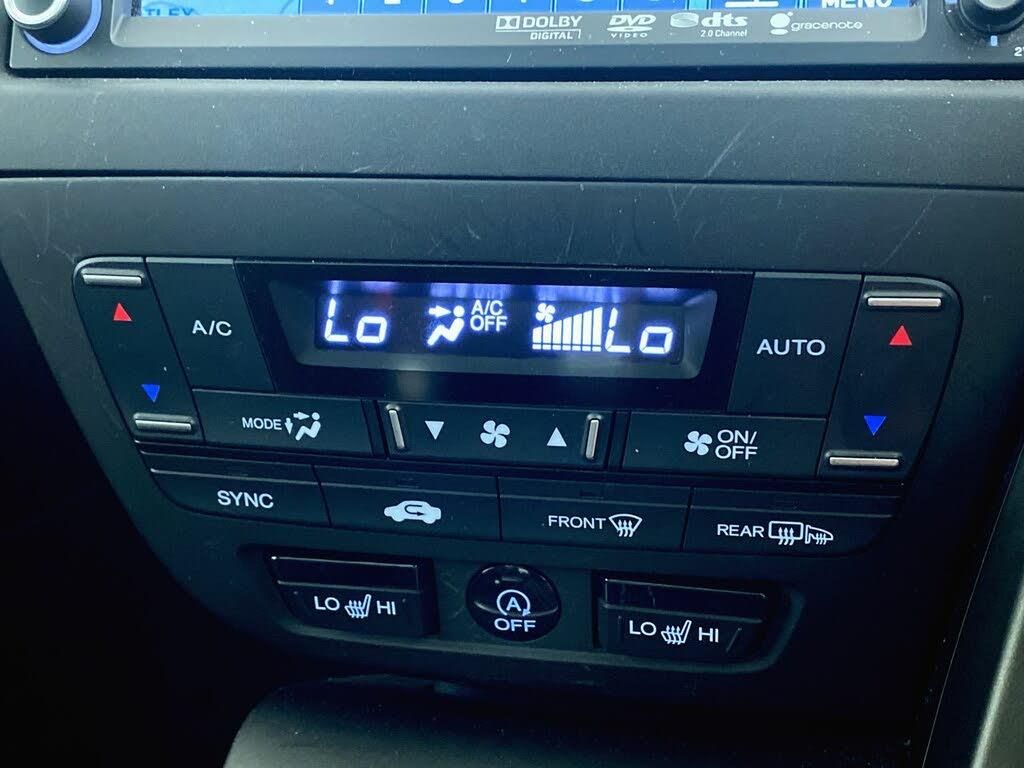 MENU
DOLBY DIGITAL DVD VIDEO dts 2.0 Channel gracenote
A/C Lo A/C OFF Lo AUTO
MODE ON/OFF
SYNC FRONT REAR
LO HI A OFF LO HI